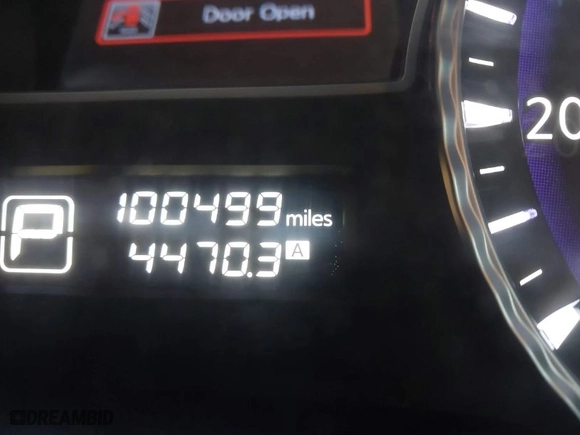 Door Open
20
P
100499 miles
4470.3 A
DREAMBID